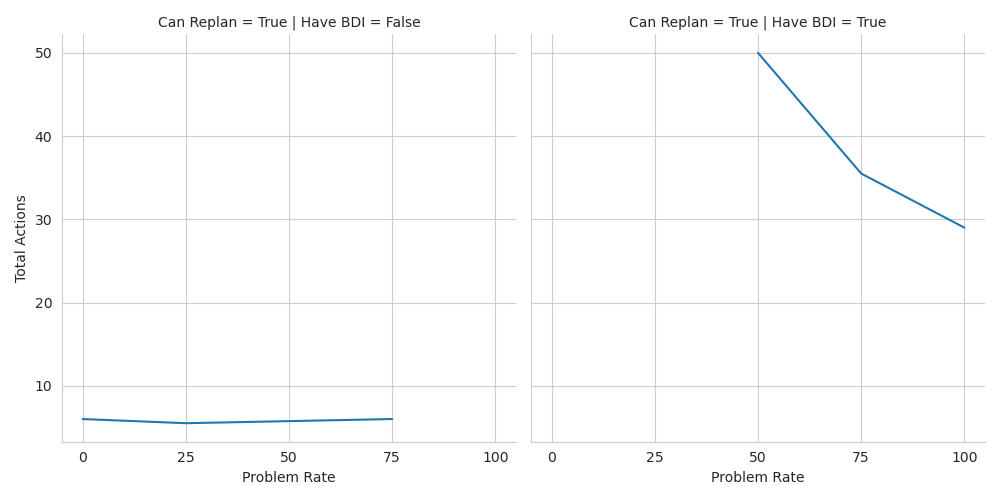 Can Replan = True | Have BDI = False
Can Replan = True | Have BDI = True
50
40
30
20
10
Total Actions
0 25 50 75 100
0 25 50 75 100
Problem Rate
Problem Rate